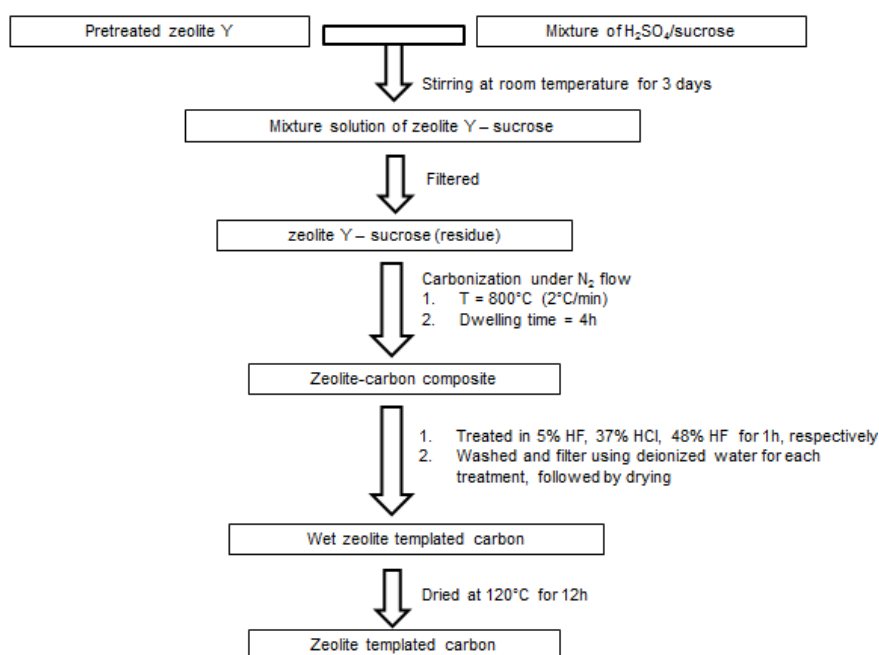 Pretreated zeolite Y
Mixture of H₂SO₄/sucrose
Stirring at room temperature for 3 days
Mixture solution of zeolite Y – sucrose
Filtered
zeolite Y – sucrose (residue)
Carbonization under N₂ flow
1. T = 800°C (2°C/min)
2. Dwelling time = 4h
Zeolite-carbon composite
1. Treated in 5% HF, 37% HCl, 48% HF for 1h, respectively
2. Washed and filter using deionized water for each
treatment, followed by drying
Wet zeolite templated carbon
Dried at 120°C for 12h
Zeolite templated carbon